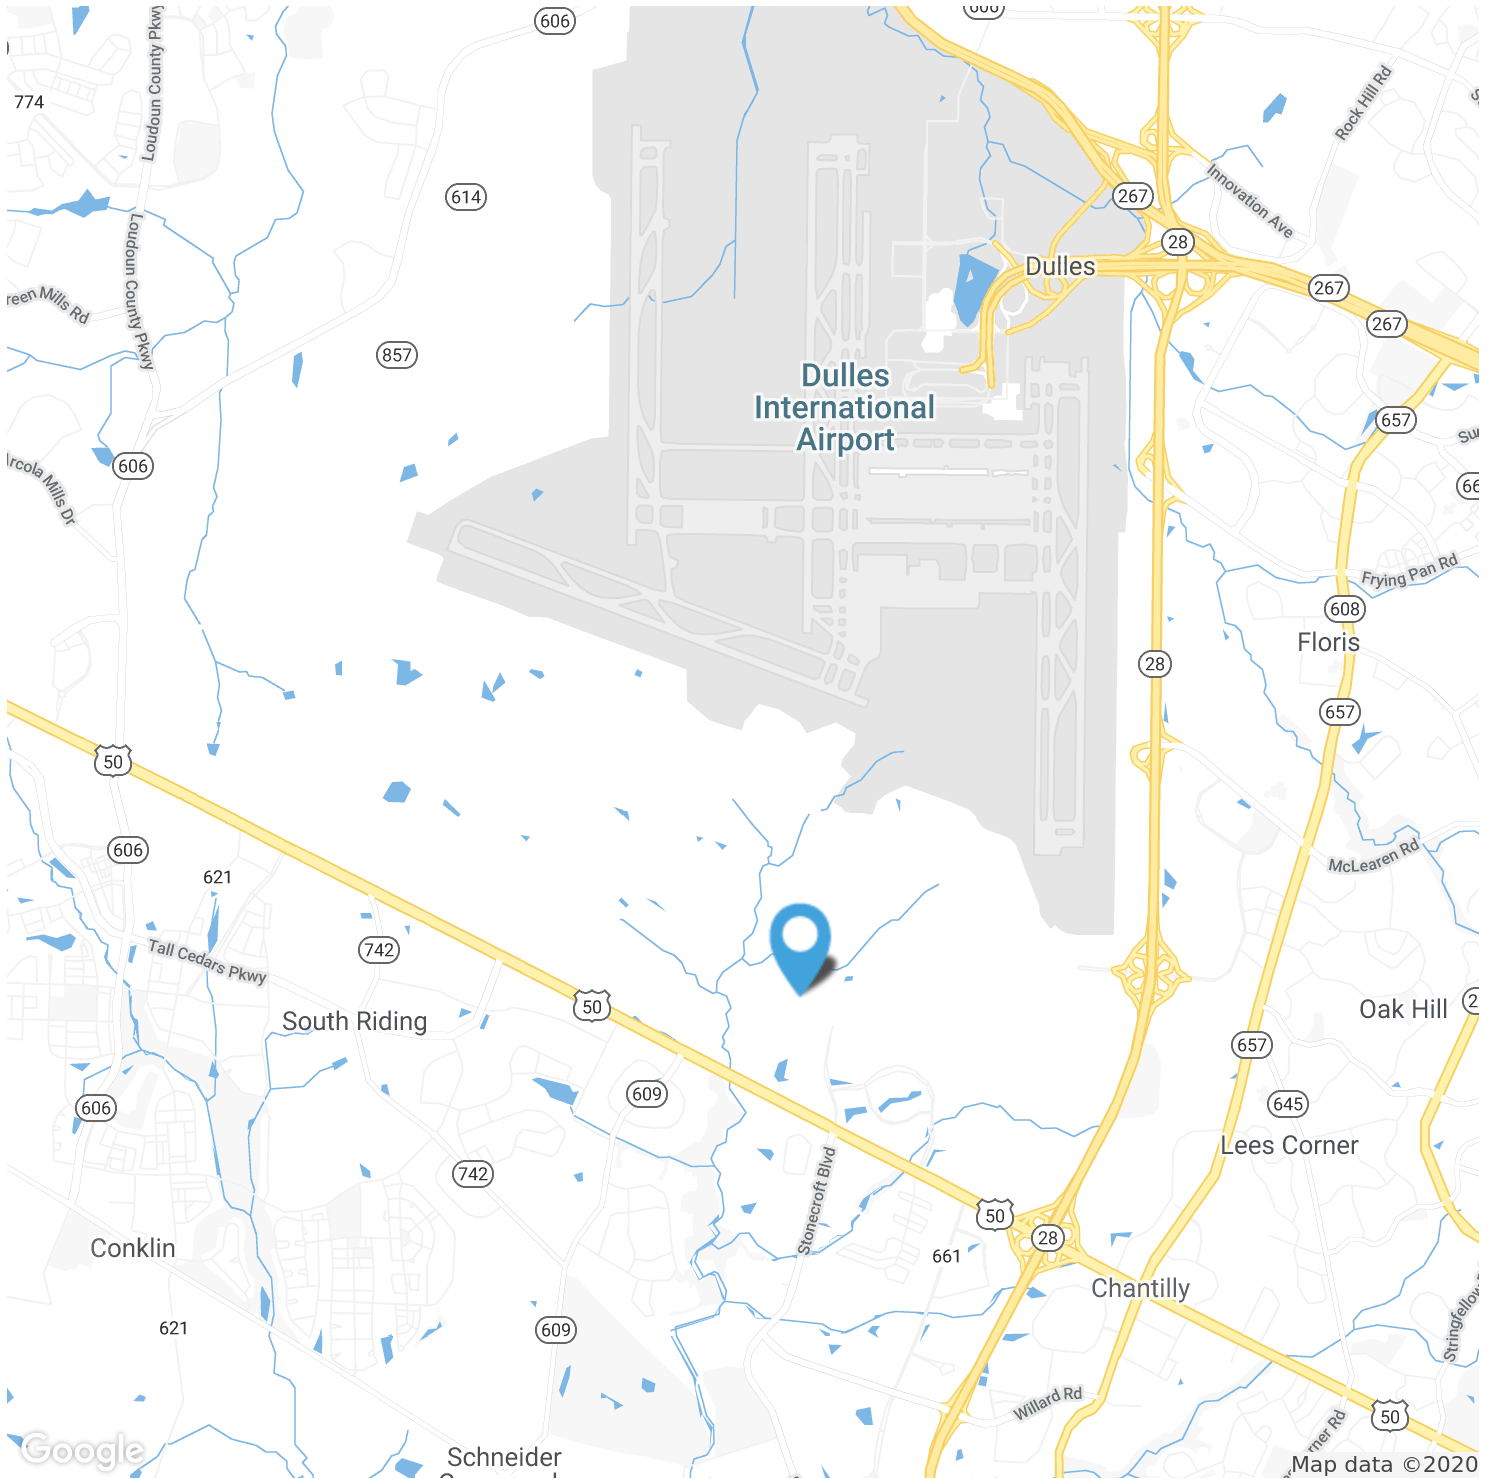 606
606
Loudoun County Pkwy
774
Rock Hill Rd
614
267
Innovation Ave
28
Loudoun County Pkwy
Dulles
267
Mills Rd
267
857
Dulles
International
Airport
657
606
Mills Dr
Frying Pan Rd
608
Floris
28
657
50
606
McLearen Rd
621
742
Tall Cedars Pkwy
50
Oak Hill
South Riding
657
609
645
606
Lees Corner
742
Stonecroft Blvd
50
28
Conklin
661
Chantilly
621
609
Stringfellow
Willard Rd
50
Rd
Google
Schneider
Map data ©2020